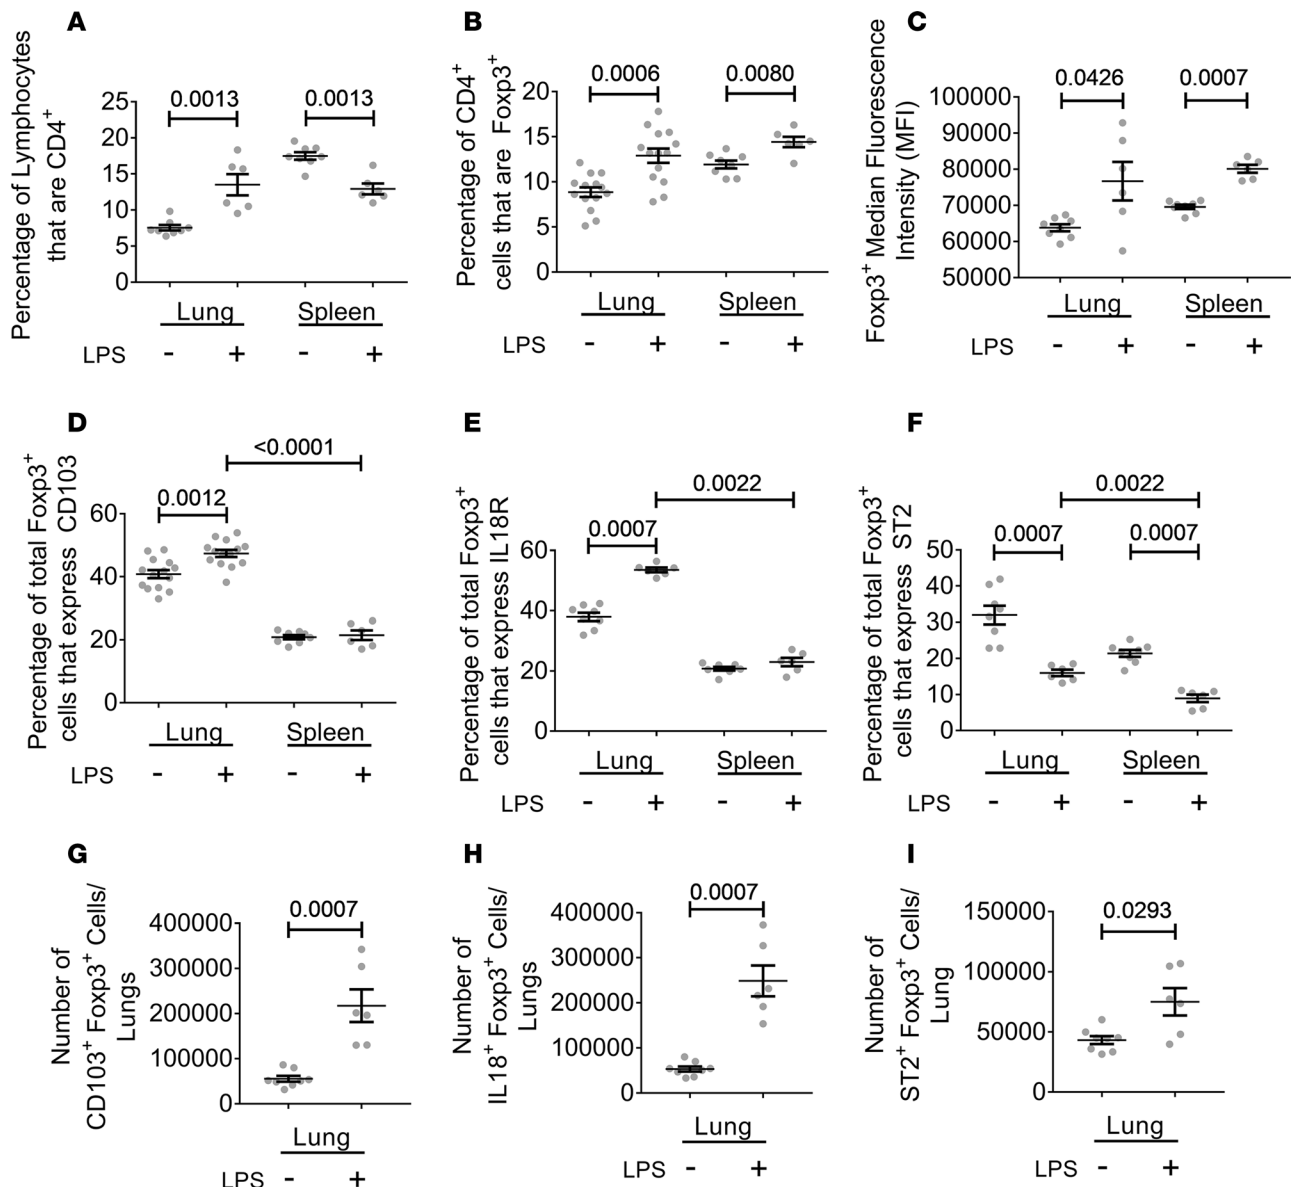 A
Percentage of Lymphocytes
that are CD4+
25
20
15
10
5
0
0.0013
0.0013
Lung
Spleen
LPS - + - +
B
Percentage of CD4+
cells that are Foxp3+
20
15
10
5
0
0.0006
0.0080
Lung
Spleen
LPS - + - +
C
Foxp3+ Median Fluorescence
Intensity (MFI)
100000
90000
80000
70000
60000
50000
0.0426
0.0007
Lung
Spleen
LPS - + - +
D
Percentage of total Foxp3+
cells that express CD103
60
40
20
0
<0.0001
0.0012
Lung
Spleen
LPS - + - +
E
Percentage of total Foxp3+
cells that express IL18R
60
40
20
0
0.0022
0.0007
Lung
Spleen
LPS - + - +
F
Percentage of total Foxp3+
cells that express ST2
50
40
30
20
10
0
0.0022
0.0007
0.0007
Lung
Spleen
LPS - + - +
G
Number of
CD103+ Foxp3+ Cells/
Lungs
400000
300000
200000
100000
0
0.0007
Lung
LPS - +
H
Number of
IL18+ Foxp3+ Cells/
Lungs
400000
300000
200000
100000
0
0.0007
Lung
LPS - +
I
Number of
ST2+ Foxp3+ Cells/
Lung
150000
100000
50000
0
0.0293
Lung
LPS - +